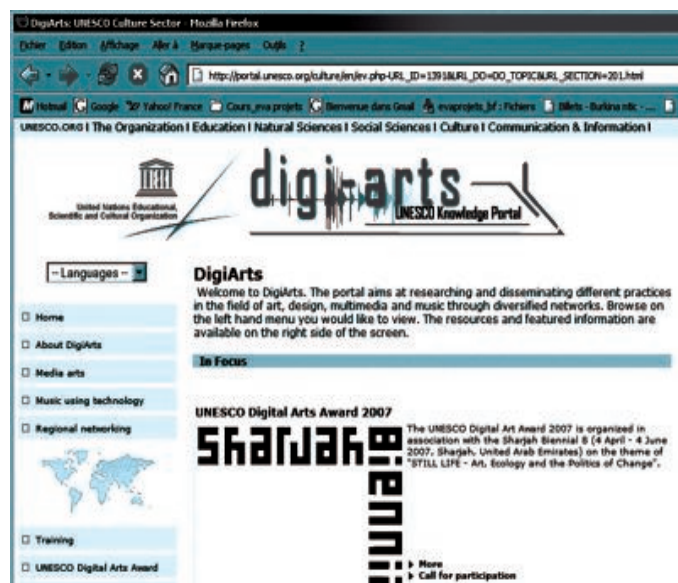 DigiArts: UNESCO Culture Sector - Mozilla Firefox
Fichier Edition Affichage Aller à Marque-pages Outils ?
http://portal.unesco.org/culture/en/ev.php-URL_ID=1391&URL_DO=DO_TOPIC&URL_SECTION=201.html
Hotmail Google Yahoo! France Cours_eva projets Bienvenue dans Gmail evaprojets_bf : Fichiers Billets - Burkina ntic - ...
UNESCO.ORG | The Organization | Education | Natural Sciences | Social Sciences | Culture | Communication & Information |
United Nations Educational,
Scientific and Cultural Organization
digi-arts
UNESCO Knowledge Portal
-- Languages --
Home
About DigiArts
Media arts
Music using technology
Regional networking
Training
UNESCO Digital Arts Award
DigiArts
Welcome to DigiArts. The portal aims at researching and disseminating different practices
in the field of art, design, multimedia and music through diversified networks. Browse on
the left hand menu you would like to view. The resources and featured information are
available on the right side of the screen.
In Focus
UNESCO Digital Arts Award 2007
sharjah
Bienni
The UNESCO Digital Art Award 2007 is organized in
association with the Sharjah Biennial 8 (4 April - 4 June
2007, Sharjah, United Arab Emirates) on the theme of
"STILL LIFE - Art, Ecology and the Politics of Change".
More
Call for participation